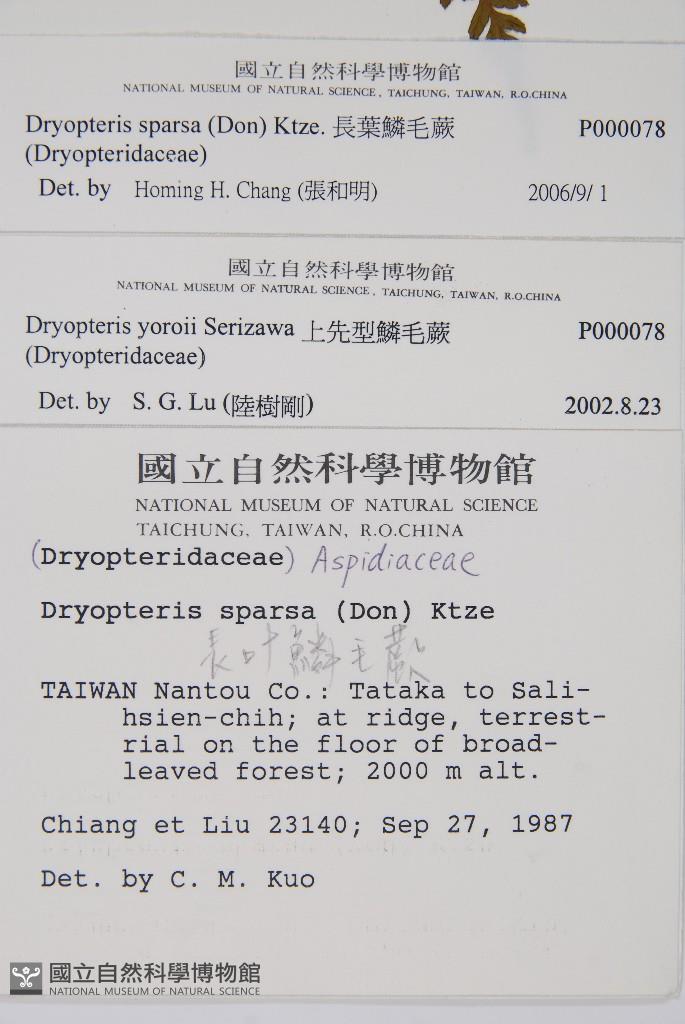 國立自然科學博物館
NATIONAL MUSEUM OF NATURAL SCIENCE, TAICHUNG, TAIWAN, R.O.CHINA
Dryopteris sparsa (Don) Ktze. 長葉鱗毛蕨 P000078
(Dryopteridaceae)
Det. by Homing H. Chang (張和明) 2006/9/ 1
國立自然科學博物館
NATIONAL MUSEUM OF NATURAL SCIENCE, TAICHUNG, TAIWAN, R.O.CHINA
Dryopteris yoroii Serizawa 上先型鱗毛蕨 P000078
(Dryopteridaceae)
Det. by S. G. Lu (陸樹剛) 2002.8.23
國立自然科學博物館
NATIONAL MUSEUM OF NATURAL SCIENCE
TAICHUNG, TAIWAN, R.O.CHINA
(Dryopteridaceae) Aspidiaceae
Dryopteris sparsa (Don) Ktze
長叶鱗毛蕨
TAIWAN Nantou Co.: Tataka to Sali-
hsien-chih; at ridge, terrest-
rial on the floor of broad-
leaved forest; 2000 m alt.
Chiang et Liu 23140; Sep 27, 1987
Det. by C. M. Kuo
國立自然科學博物館
NATIONAL MUSEUM OF NATURAL SCIENCE